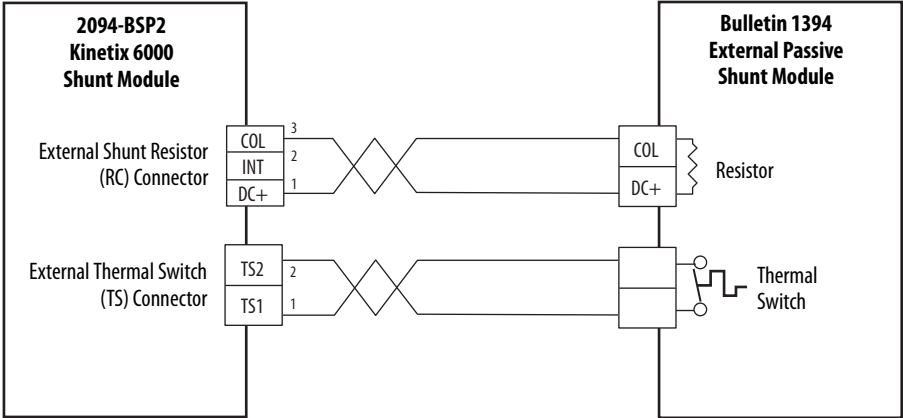 2094-BSP2
Kinetix 6000
Shunt Module
Bulletin 1394
External Passive
Shunt Module
External Shunt Resistor
(RC) Connector
COL
INT
DC+
3
2
1
COL
DC+
Resistor
External Thermal Switch
(TS) Connector
TS2
TS1
2
1
Thermal
Switch